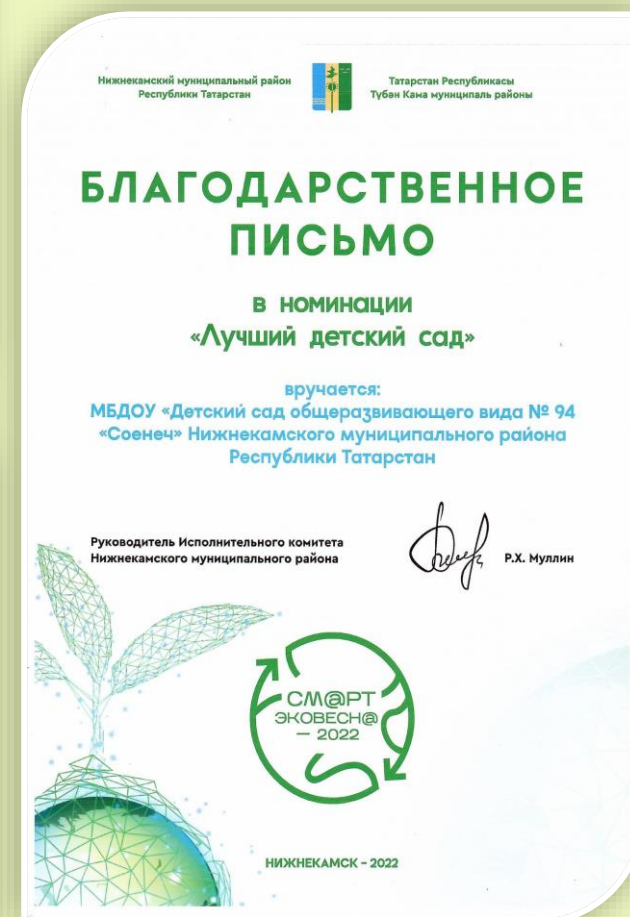 Нижнекамский муниципальный район
Республики Татарстан
Татарстан Республикасы
Түбән Кама муниципаль районы
БЛАГОДАРСТВЕННОЕ
ПИСЬМО
в номинации
«Лучший детский сад»
вручается:
МБДОУ «Детский сад общеразвивающего вида № 94
«Соенеч» Нижнекамского муниципального района
Республики Татарстан
Руководитель Исполнительного комитета
Нижнекамского муниципального района
Р.Х. Муллин
СМ@РТ
ЭКОВЕСН@
– 2022
НИЖНЕКАМСК – 2022